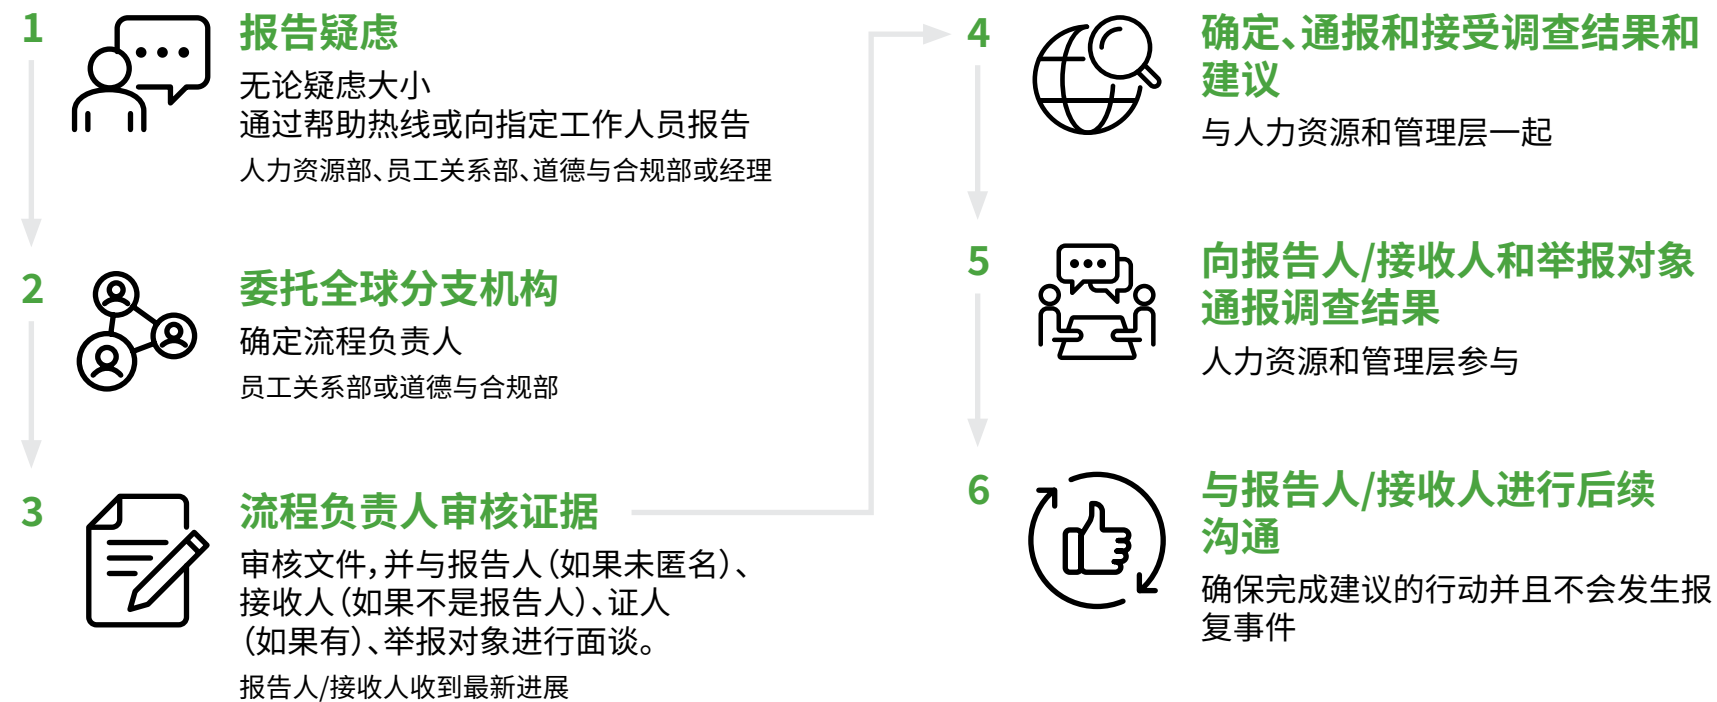 1
报告疑虑
无论疑虑大小
通过帮助热线或向指定工作人员报告
人力资源部、员工关系部、道德与合规部或经理
2
委托全球分支机构
确定流程负责人
员工关系部或道德与合规部
3
流程负责人审核证据
审核文件，并与报告人（如果未匿名）、
接收人（如果不是报告人）、证人
（如果有）、举报对象进行面谈。
报告人/接收人收到最新进展
4
确定、通报和接受调查结果和
建议
与人力资源和管理层一起
5
向报告人/接收人和举报对象
通报调查结果
人力资源和管理层参与
6
与报告人/接收人进行后续
沟通
确保完成建议的行动并且不会发生报
复事件